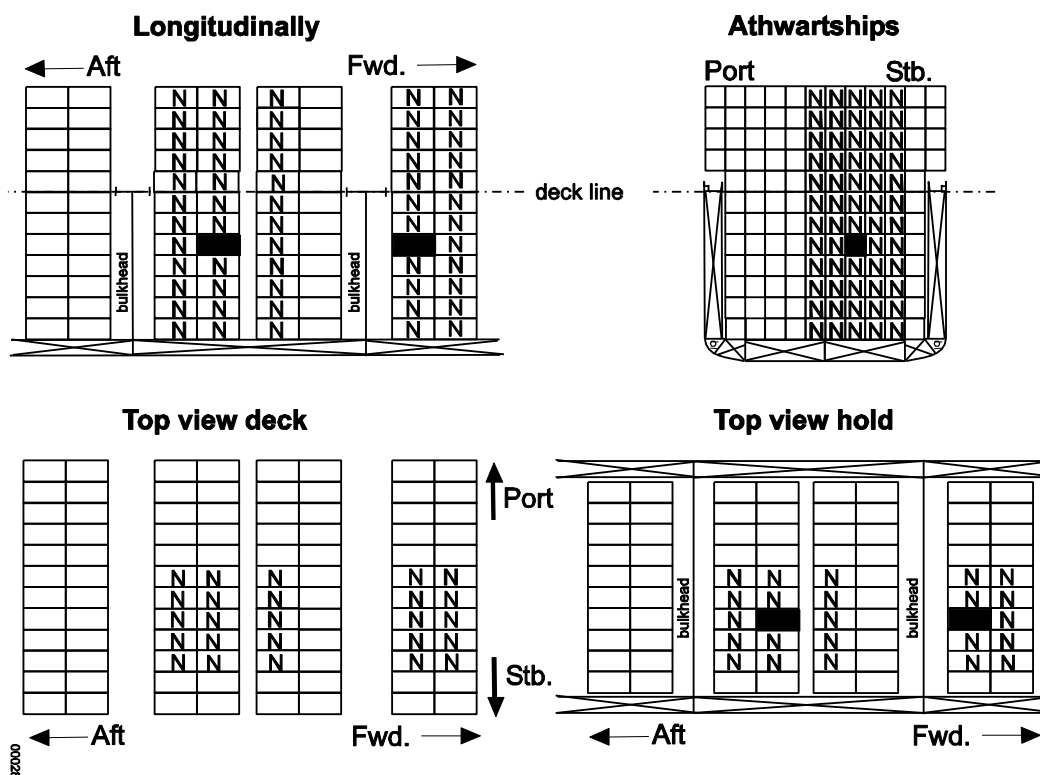 Longitudinally
Athwartships
Aft
Fwd.
Port
Stb.
N N N N N
N N N N N
N N N N N
N N N N N
N N N N N
N N N N N
N N N N N
N N N
N N N N N
N N N N N
N N N N N
N N N N N
bulkhead
bulkhead
deck line
N N N N N
N N N N N
N N N N N
N N N N N
N N N N N
N N N N N
N N N N N
N N N N
N N N N N
N N N N N
N N N N N
N N N N N
Top view deck
Port
N N N N N
N N N N N
N N N N N
N N N N N
N N N N N
Stb.
Aft
Fwd.
Top view hold
N N N N N
N N N N N
N N N
N N N N N
N N N N N
bulkhead
bulkhead
Aft
Fwd.